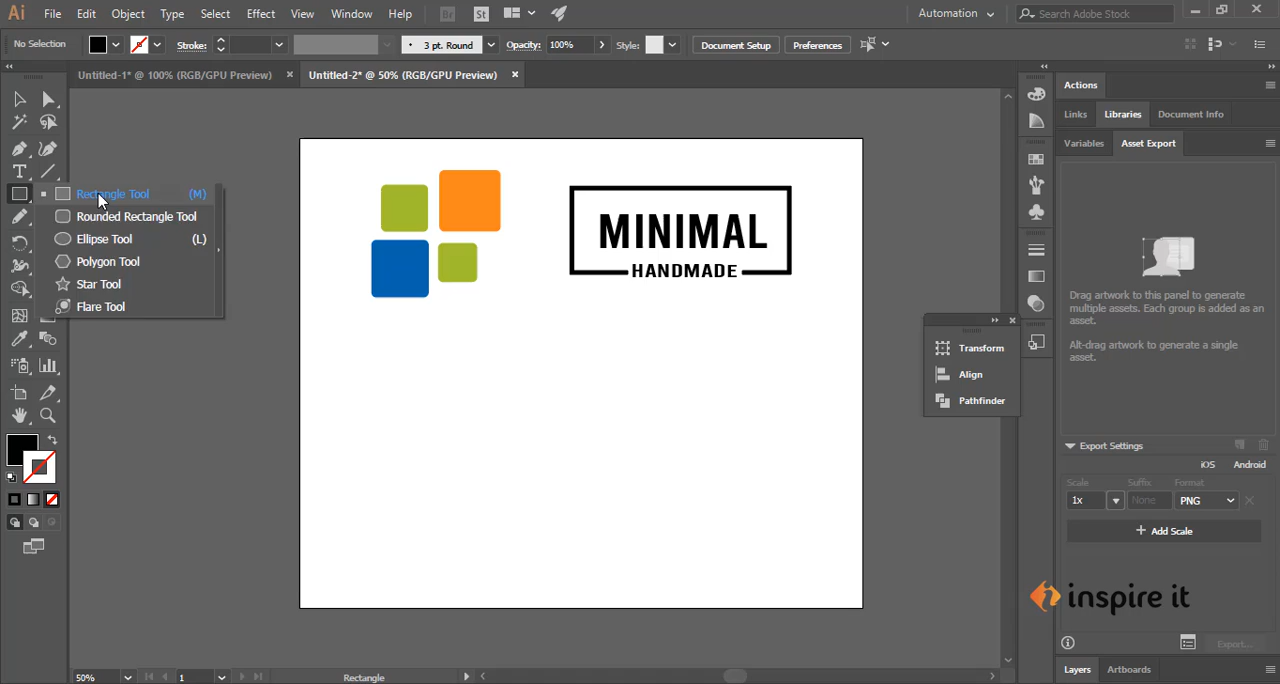 Ai File Edit Object Type Select Effect View Window Help Br St Automation Search Adobe Stock
No Selection Stroke: 3 pt. Round Opacity: 100% Style: Document Setup Preferences
Untitled-1* @ 100% (RGB/GPU Preview) Untitled-2* @ 50% (RGB/GPU Preview)
Rectangle Tool (M)
Rounded Rectangle Tool
Ellipse Tool (L)
Polygon Tool
Star Tool
Flare Tool
MINIMAL
HANDMADE
Transform
Align
Pathfinder
Actions
Links Libraries Document Info
Variables Asset Export
Drag artwork to this panel to generate
multiple assets. Each group is added as an
asset.
Alt-drag artwork to generate a single
asset.
Export Settings
iOS Android
Scale Suffix Format
1x None PNG
+ Add Scale
inspire it
Export...
Layers Artboards
50% 1 Rectangle